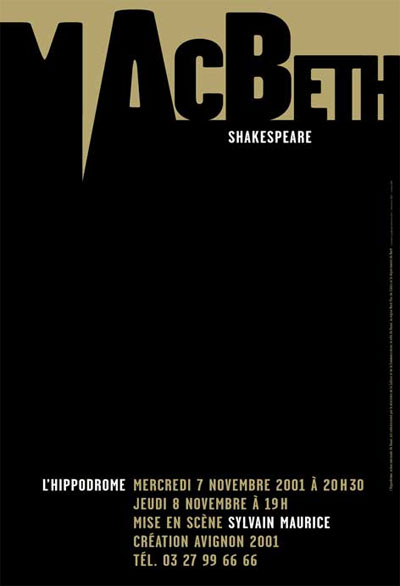 MACBETH
SHAKESPEARE
L'HIPPODROME MERCREDI 7 NOVEMBRE 2001 À 20H30
JEUDI 8 NOVEMBRE À 19H
MISE EN SCÈNE SYLVAIN MAURICE
CRÉATION AVIGNON 2001
TÉL. 03 27 99 66 66